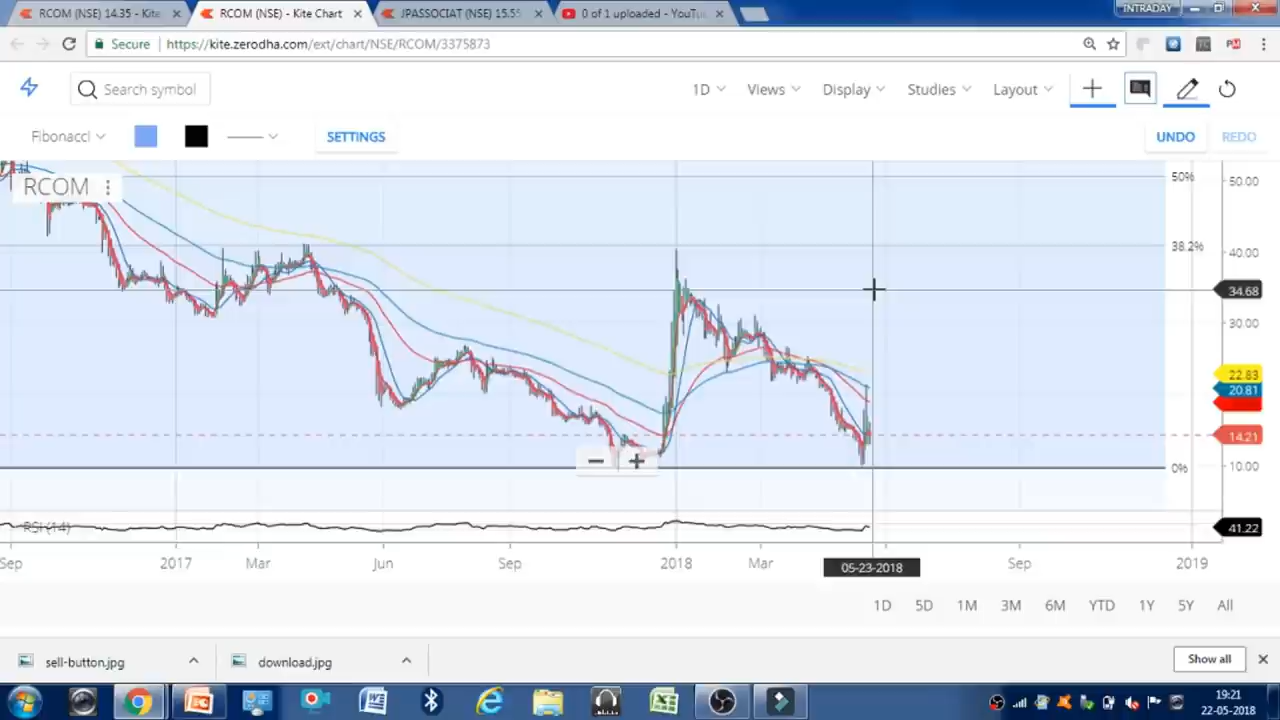 RCOM (NSE) 14.35 - Kite
RCOM (NSE) - Kite Chart
JPASSOCIAT (NSE) 15.55
0 of 1 uploaded - YouTu
INTRADAY
Secure
https://kite.zerodha.com/ext/chart/NSE/RCOM/3375873
Search symbol
1D
Views
Display
Studies
Layout
Fibonacci
SETTINGS
UNDO
REDO
RCOM
50%
50.00
38.2%
40.00
34.68
30.00
22.83
20.81
14.21
0%
10.00
RSI (14)
41.22
Sep
2017
Mar
Jun
Sep
2018
Mar
05-23-2018
Sep
2019
1D
5D
1M
3M
6M
YTD
1Y
5Y
All
sell-button.jpg
download.jpg
Show all
19:21
22-05-2018